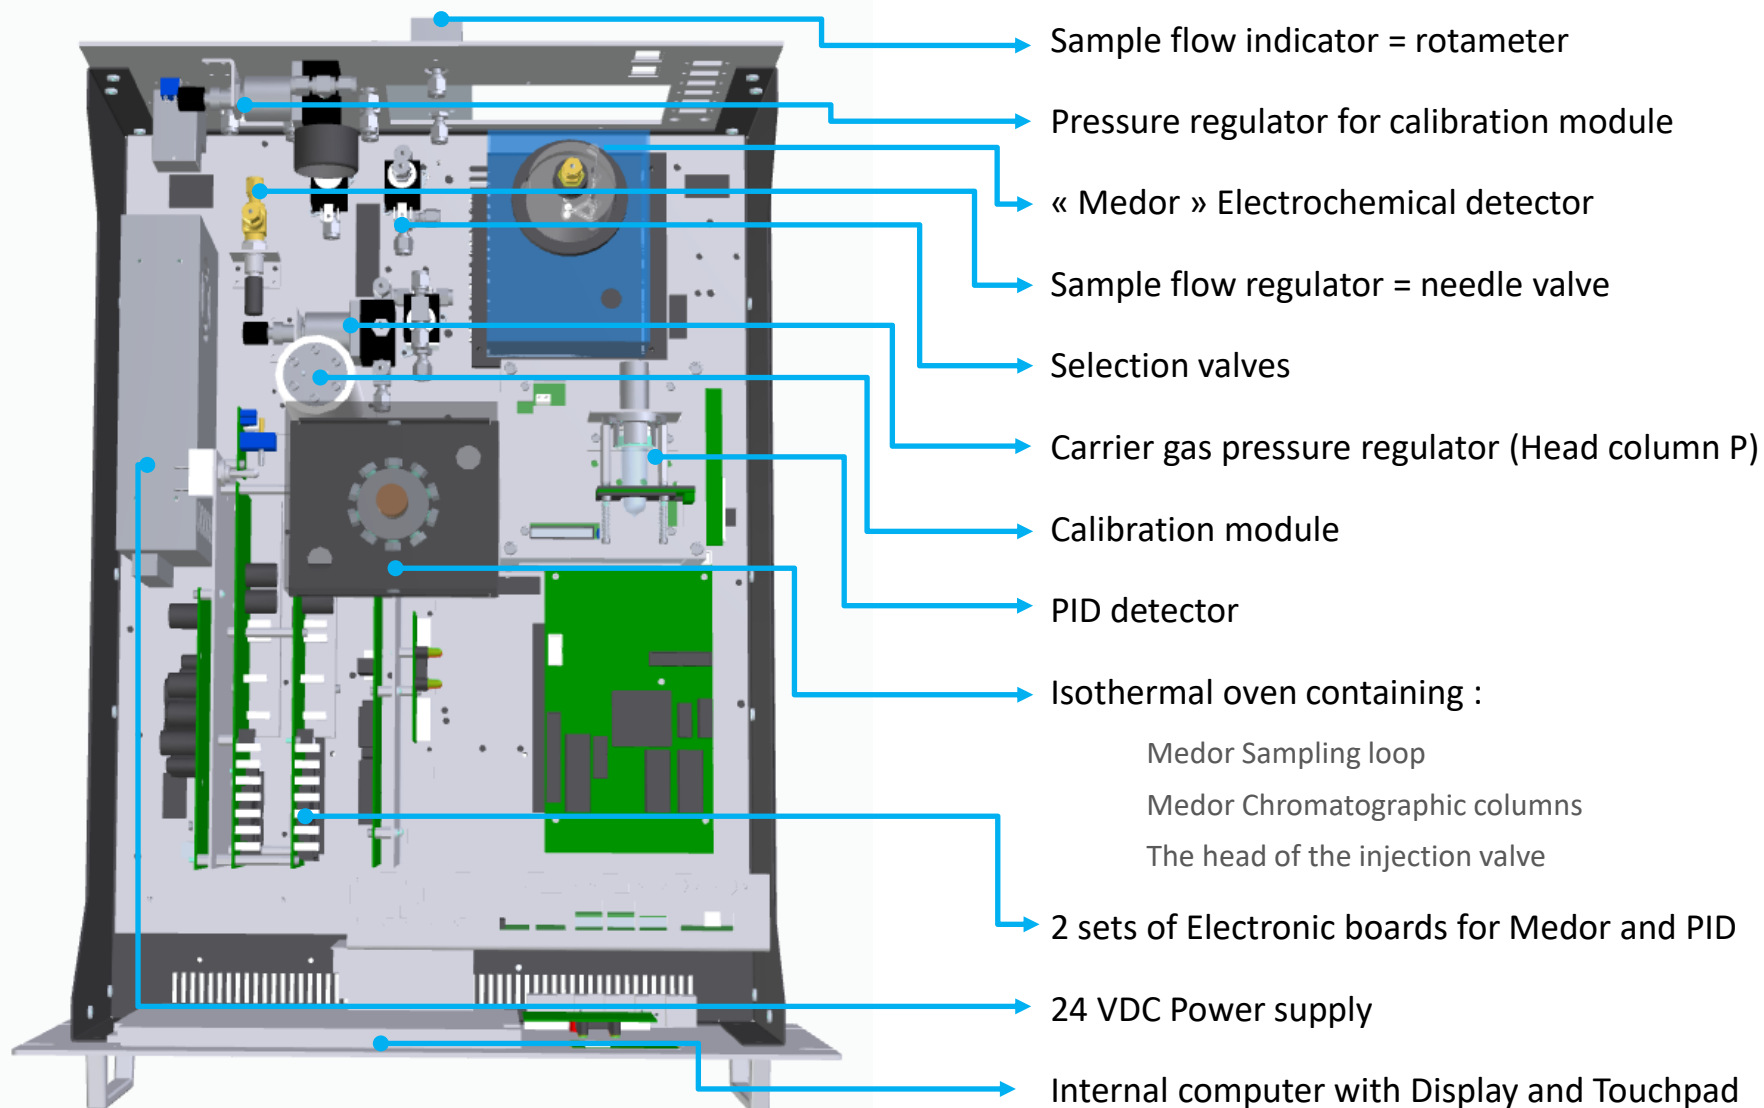 Sample flow indicator = rotameter
Pressure regulator for calibration module
« Medor » Electrochemical detector
Sample flow regulator = needle valve
Selection valves
Carrier gas pressure regulator (Head column P)
Calibration module
PID detector
Isothermal oven containing :
Medor Sampling loop
Medor Chromatographic columns
The head of the injection valve
2 sets of Electronic boards for Medor and PID
24 VDC Power supply
Internal computer with Display and Touchpad